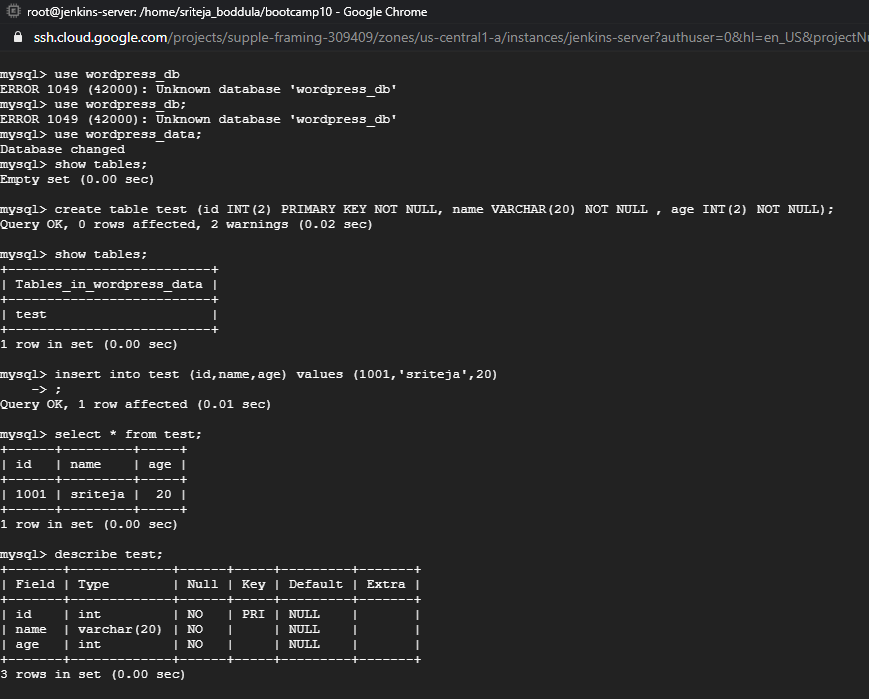 root@jenkins-server: /home/sriteja_boddula/bootcamp10 - Google Chrome
ssh.cloud.google.com/projects/supple-framing-309409/zones/us-central1-a/instances/jenkins-server?authuser=0&hl=en_US&projectNu
mysql> use wordpress_db
ERROR 1049 (42000): Unknown database 'wordpress_db'
mysql> use wordpress_db;
ERROR 1049 (42000): Unknown database 'wordpress_db'
mysql> use wordpress_data;
Database changed
mysql> show tables;
Empty set (0.00 sec)

mysql> create table test (id INT(2) PRIMARY KEY NOT NULL, name VARCHAR(20) NOT NULL , age INT(2) NOT NULL);
Query OK, 0 rows affected, 2 warnings (0.02 sec)

mysql> show tables;
+---------------------------+
| Tables_in_wordpress_data |
+---------------------------+
| test                      |
+---------------------------+
1 row in set (0.00 sec)

mysql> insert into test (id,name,age) values (1001,'sriteja',20)
    -> ;
Query OK, 1 row affected (0.01 sec)

mysql> select * from test;
+------+---------+-----+
| id   | name    | age |
+------+---------+-----+
| 1001 | sriteja |  20 |
+------+---------+-----+
1 row in set (0.00 sec)

mysql> describe test;
+-------+-------------+------+-----+---------+-------+
| Field | Type        | Null | Key | Default | Extra |
+-------+-------------+------+-----+---------+-------+
| id    | int         | NO   | PRI | NULL    |       |
| name  | varchar(20) | NO   |     | NULL    |       |
| age   | int         | NO   |     | NULL    |       |
+-------+-------------+------+-----+---------+-------+
3 rows in set (0.00 sec)